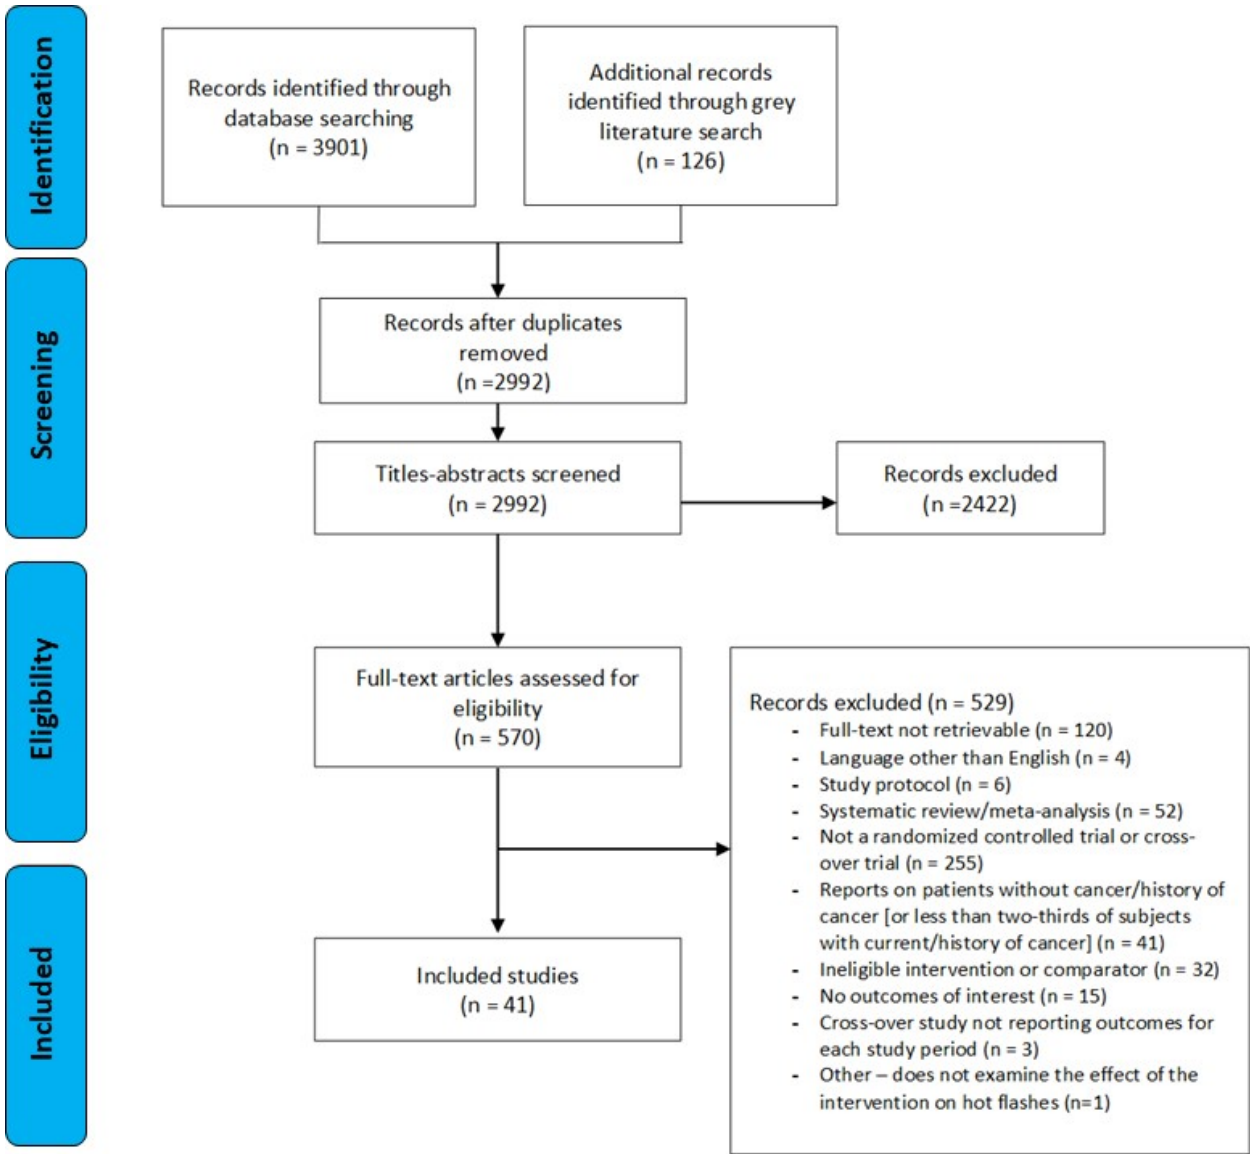 Identification
Records identified through
database searching
(n = 3901)
Additional records
identified through grey
literature search
(n = 126)
Screening
Records after duplicates
removed
(n =2992)
Titles-abstracts screened
(n = 2992)
Records excluded
(n =2422)
Eligibility
Full-text articles assessed for
eligibility
(n = 570)
Records excluded (n = 529)
- Full-text not retrievable (n = 120)
- Language other than English (n = 4)
- Study protocol (n = 6)
- Systematic review/meta-analysis (n = 52)
- Not a randomized controlled trial or cross-
over trial (n = 255)
- Reports on patients without cancer/history of
cancer [or less than two-thirds of subjects
with current/history of cancer] (n = 41)
- Ineligible intervention or comparator (n = 32)
- No outcomes of interest (n = 15)
- Cross-over study not reporting outcomes for
each study period (n = 3)
- Other – does not examine the effect of the
intervention on hot flashes (n=1)
Included
Included studies
(n = 41)